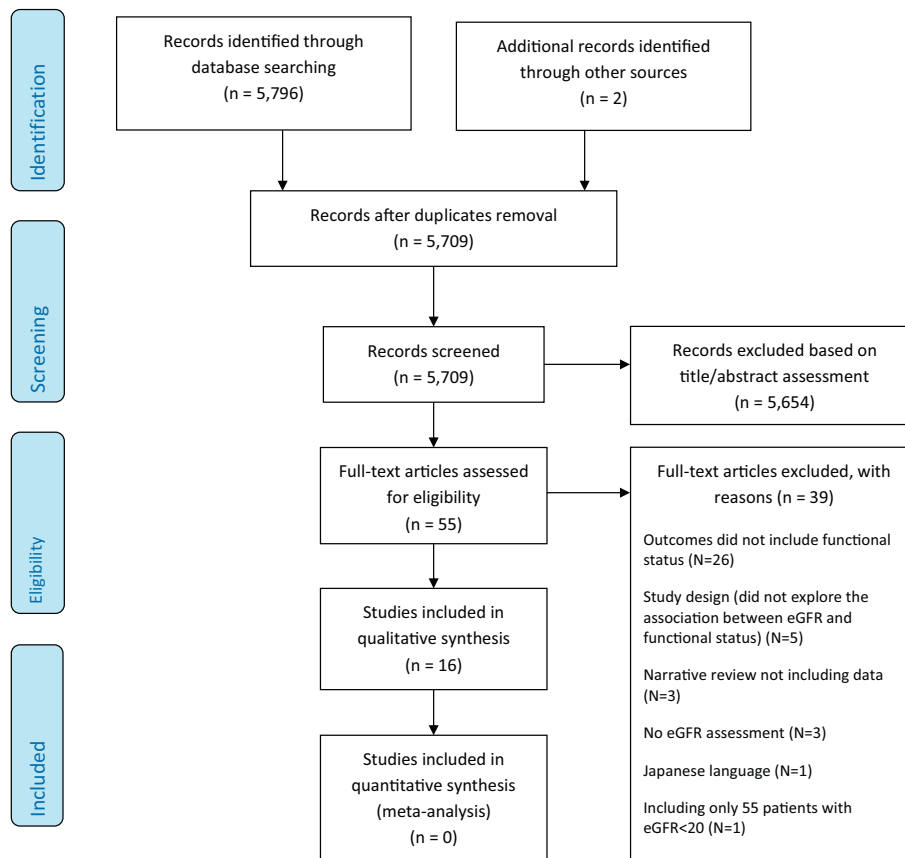 Identification
Records identified through
database searching
(n = 5,796)
Additional records identified
through other sources
(n = 2)
Records after duplicates removal
(n = 5,709)
Screening
Records screened
(n = 5,709)
Records excluded based on
title/abstract assessment
(n = 5,654)
Eligibility
Full-text articles assessed
for eligibility
(n = 55)
Full-text articles excluded, with
reasons (n = 39)
Outcomes did not include functional
status (N=26)
Study design (did not explore the
association between eGFR and
functional status) (N=5)
Narrative review not including data
(N=3)
No eGFR assessment (N=3)
Japanese language (N=1)
Including only 55 patients with
eGFR<20 (N=1)
Studies included in
qualitative synthesis
(n = 16)
Included
Studies included in
quantitative synthesis
(meta-analysis)
(n = 0)